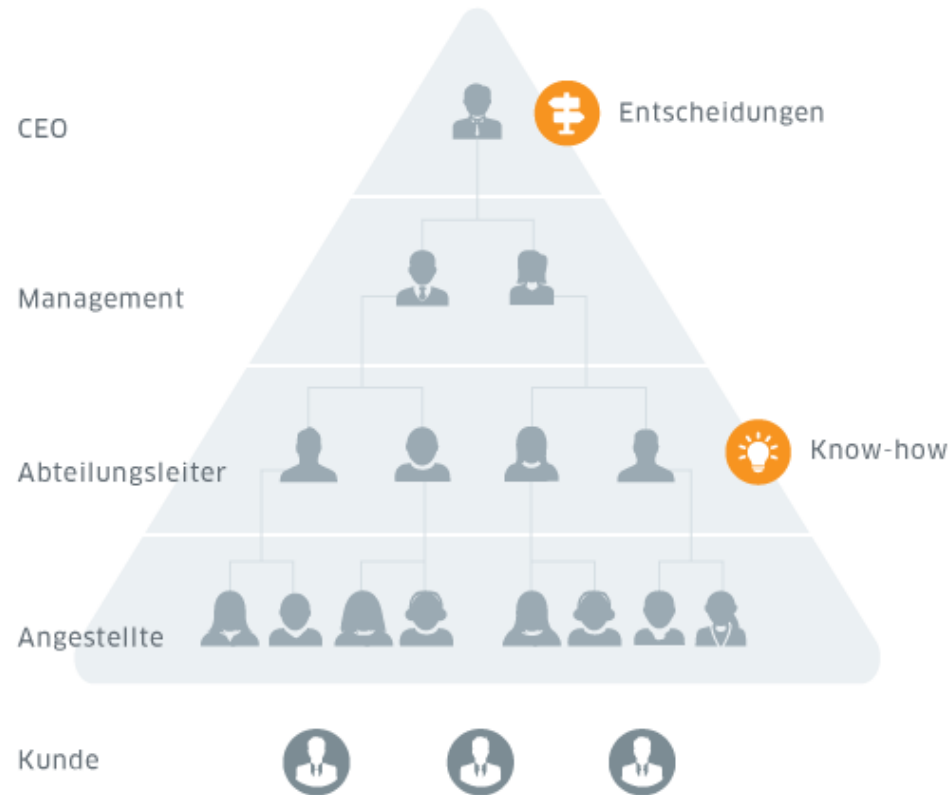 CEO
Entscheidungen
Management
Abteilungsleiter
Know-how
Angestellte
Kunde